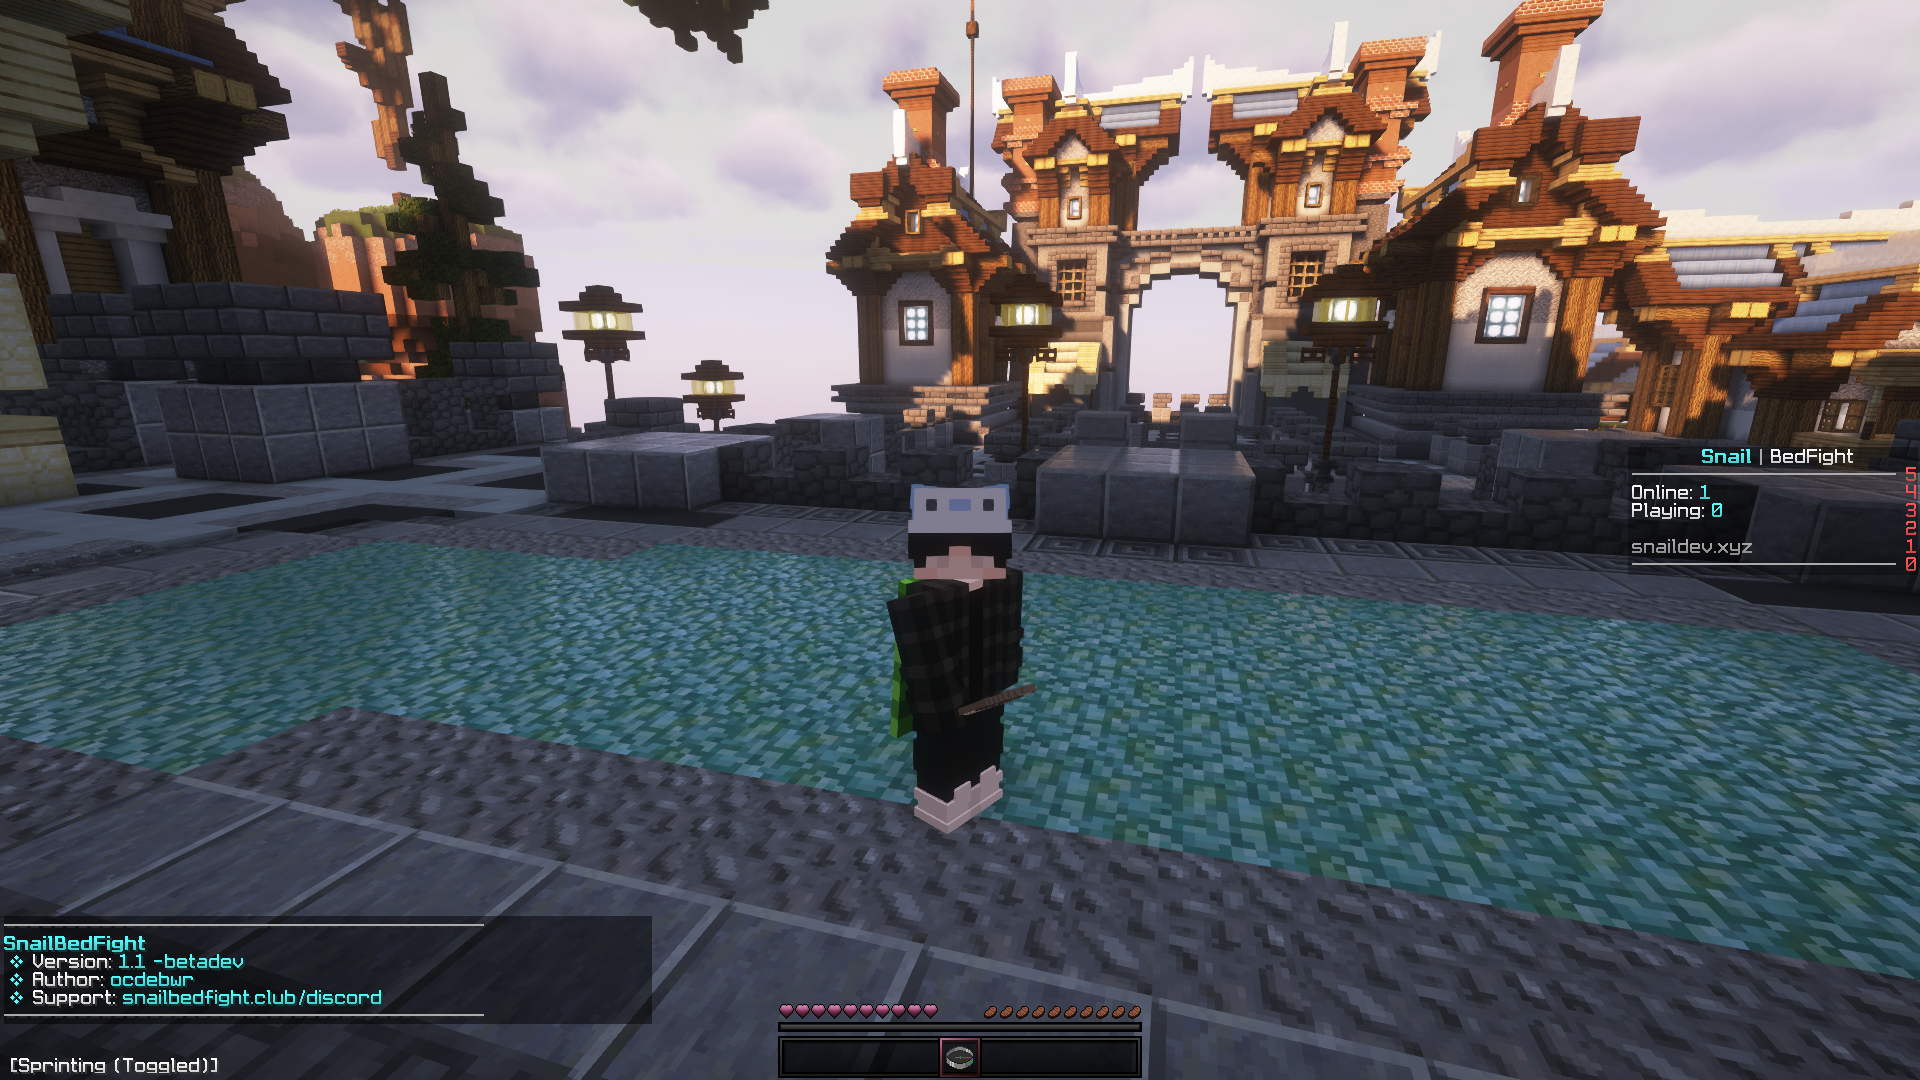 Snail | BedFight
5
Online: 1
4
Playing: 0
3
2
snaildev.xyz
1
0
SnailBedFight
❖ Version: 1.1 -betadev
❖ Author: ocdebwr
❖ Support: snailbedfight.club/discord
[Sprinting (Toggled)]